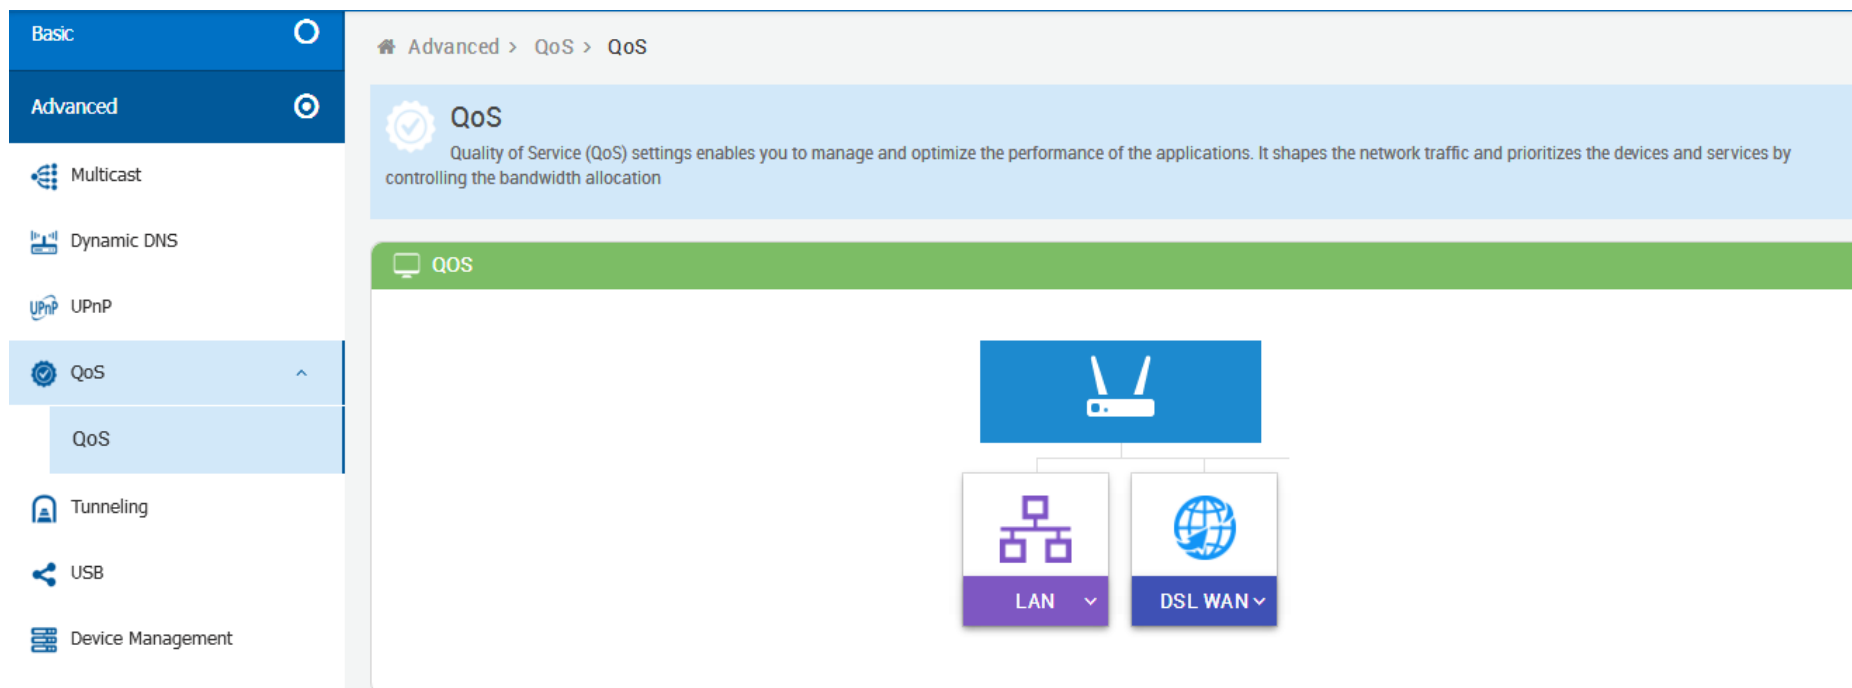 Basic
Advanced
Multicast
Dynamic DNS
UPnP UPnP
QoS
QoS
Tunneling
USB
Device Management
Advanced > QoS > QoS
QoS
Quality of Service (QoS) settings enables you to manage and optimize the performance of the applications. It shapes the network traffic and prioritizes the devices and services by
controlling the bandwidth allocation
QOS
LAN
DSL WAN